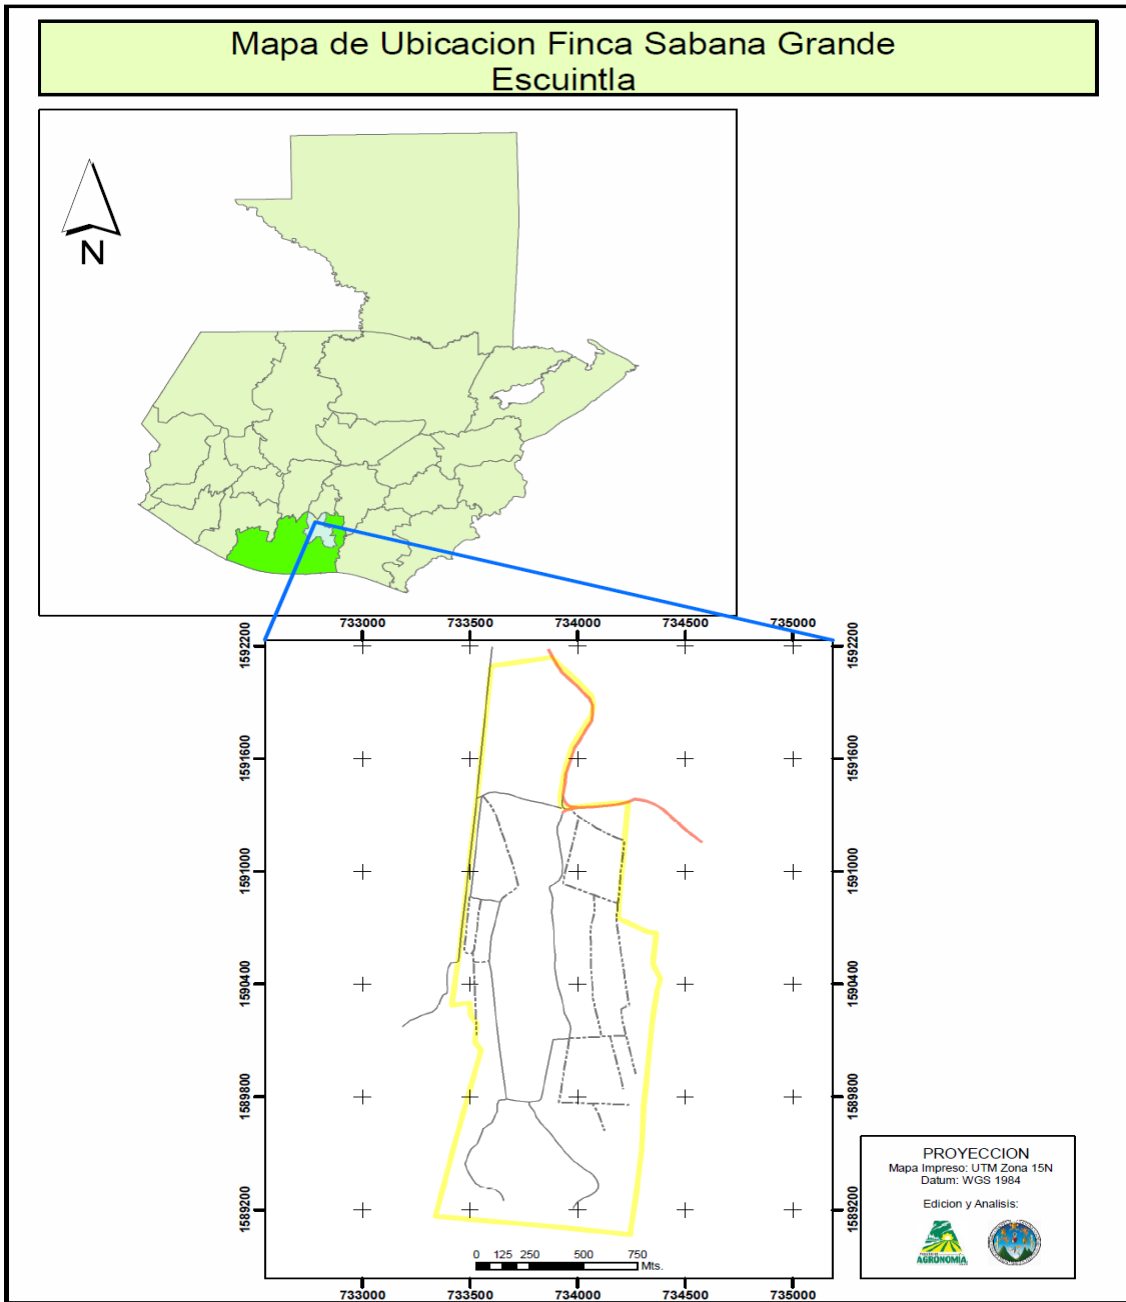 Mapa de Ubicacion Finca Sabana Grande
Escuintla
N
733000 733500 734000 734500 735000
1592200 1592200
1591600 1591600
1591000 1591000
1590400 1590400
1589800 1589800
1589200 1589200
0 125 250 500 750
Mts.
733000 733500 734000 734500 735000
PROYECCION
Mapa Impreso: UTM Zona 15N
Datum: WGS 1984
Edicion y Analisis:
AGRONOMIA